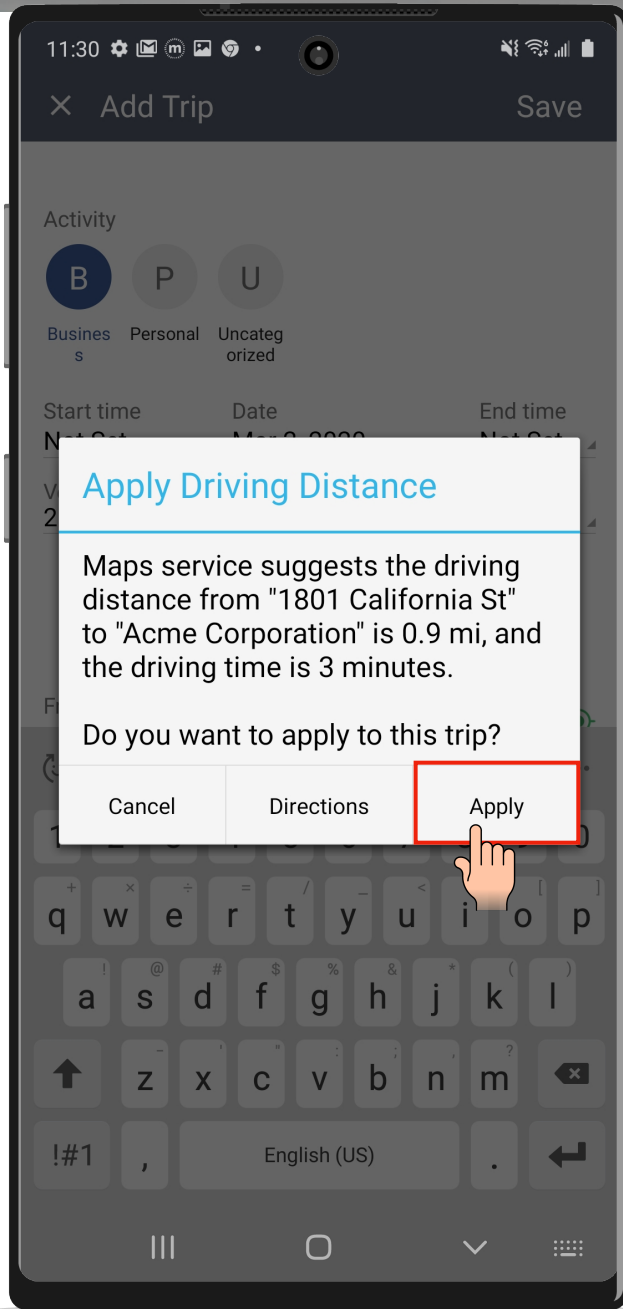 11:30
Add Trip Save
Activity
B P U
Busines Personal Uncateg
s orized
Start time Date End time
Apply Driving Distance
Maps service suggests the driving
distance from "1801 California St"
to "Acme Corporation" is 0.9 mi, and
the driving time is 3 minutes.
Do you want to apply to this trip?
Cancel Directions Apply
q w e r t y u i o p
a s d f g h j k l
z x c v b n m
!#1 , English (US) .